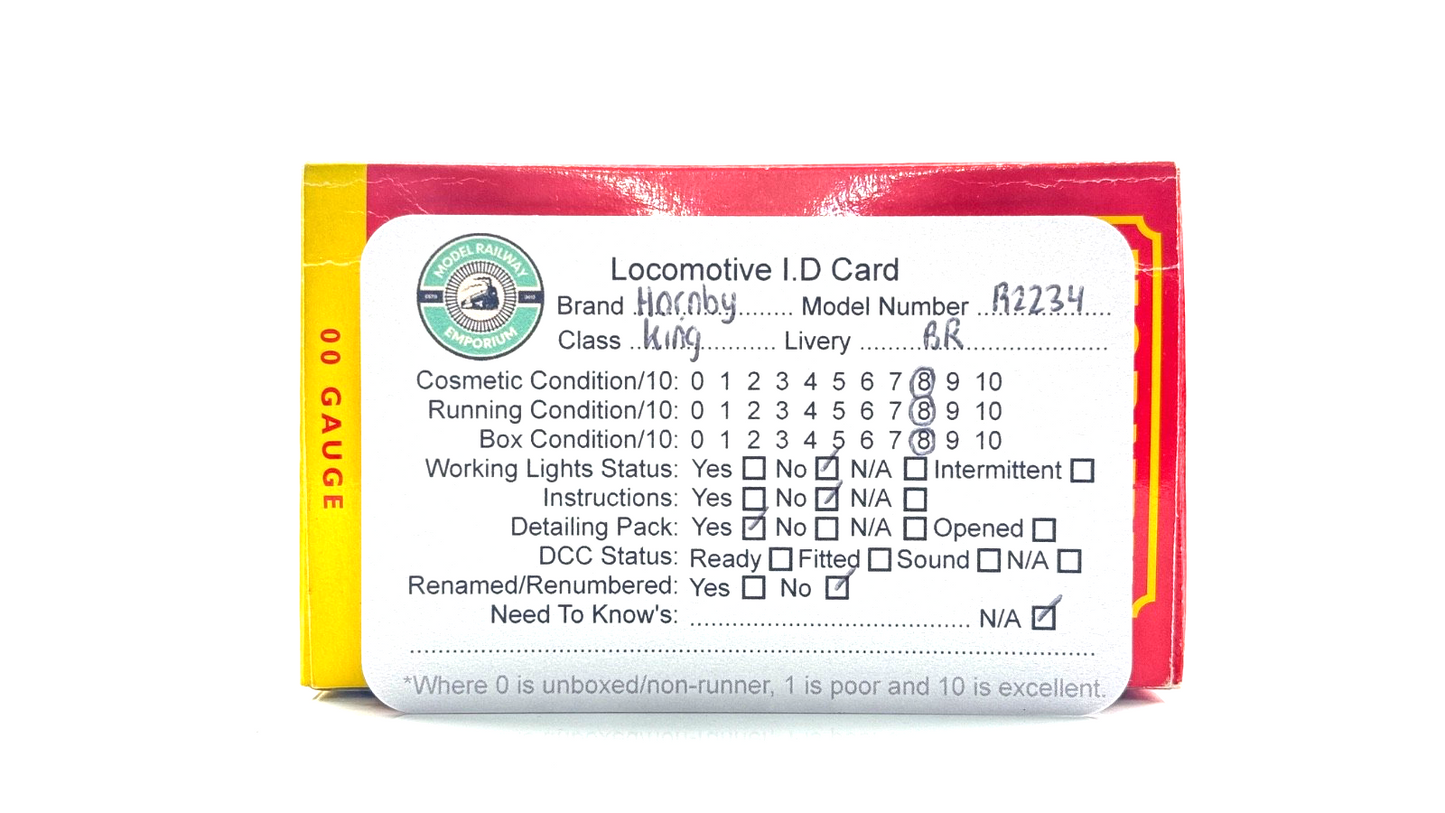 00 GAUGE
MODEL RAILWAY
EMPORIUM
Locomotive I.D Card
Brand Hornby Model Number R2234
Class King Livery BR
Cosmetic Condition/10: 0 1 2 3 4 5 6 7 8 9 10
Running Condition/10: 0 1 2 3 4 5 6 7 8 9 10
Box Condition/10: 0 1 2 3 4 5 6 7 8 9 10
Working Lights Status: Yes ☐ No ☑ N/A ☐ Intermittent ☐
Instructions: Yes ☐ No ☑ N/A ☐
Detailing Pack: Yes ☑ No ☐ N/A ☐ Opened ☐
DCC Status: Ready ☐ Fitted ☐ Sound ☐ N/A ☐
Renamed/Renumbered: Yes ☐ No ☑
Need To Know's: ........................................ N/A ☑
*Where 0 is unboxed/non-runner, 1 is poor and 10 is excellent.